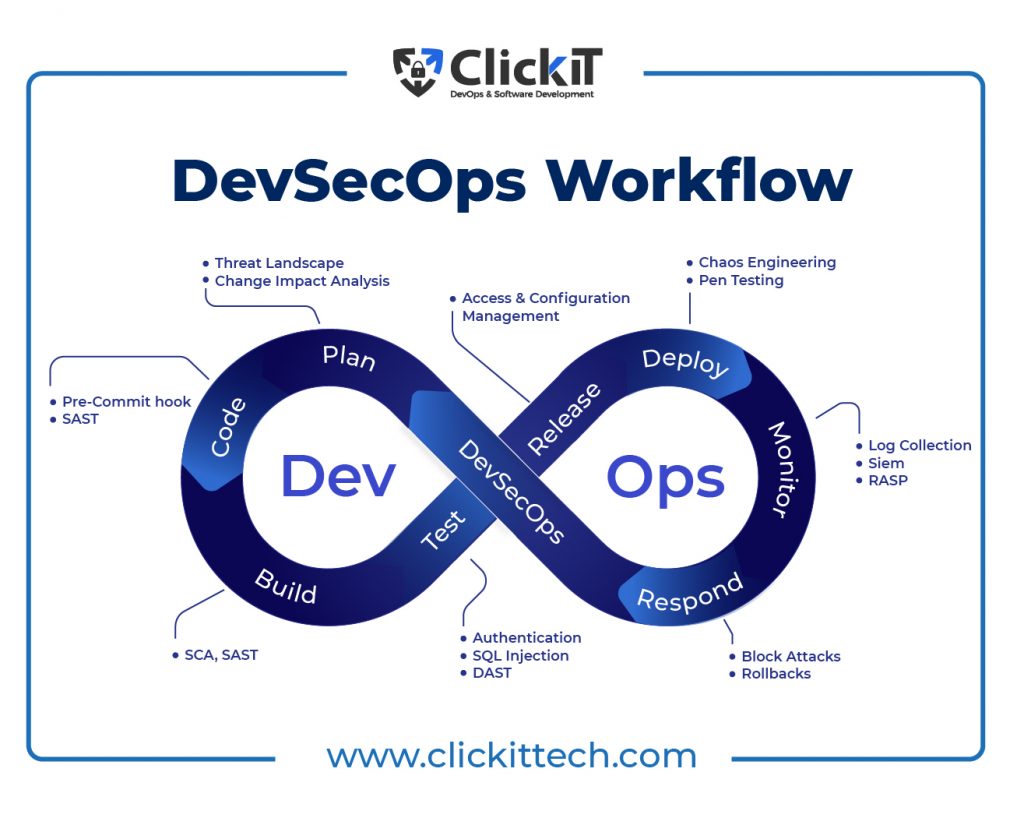 ClickIT
DevOps & Software Development
DevSecOps Workflow
• Threat Landscape
• Change Impact Analysis
• Access & Configuration
Management
• Chaos Engineering
• Pen Testing
• Pre-Commit hook
• SAST
Plan
Code
Build
Test
DevSecOps
Release
Deploy
Monitor
Respond
Dev
Ops
• Log Collection
• Siem
• RASP
• SCA, SAST
• Authentication
• SQL Injection
• DAST
• Block Attacks
• Rollbacks
www.clickittech.com